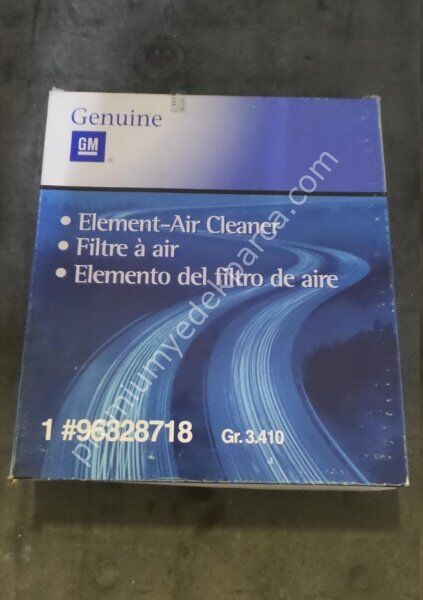 Genuine
GM
• Element-Air Cleaner
• Filtre à air
• Elemento del filtro de aire
1 #96328718 Gr. 3.410
premiumyedekparca.com